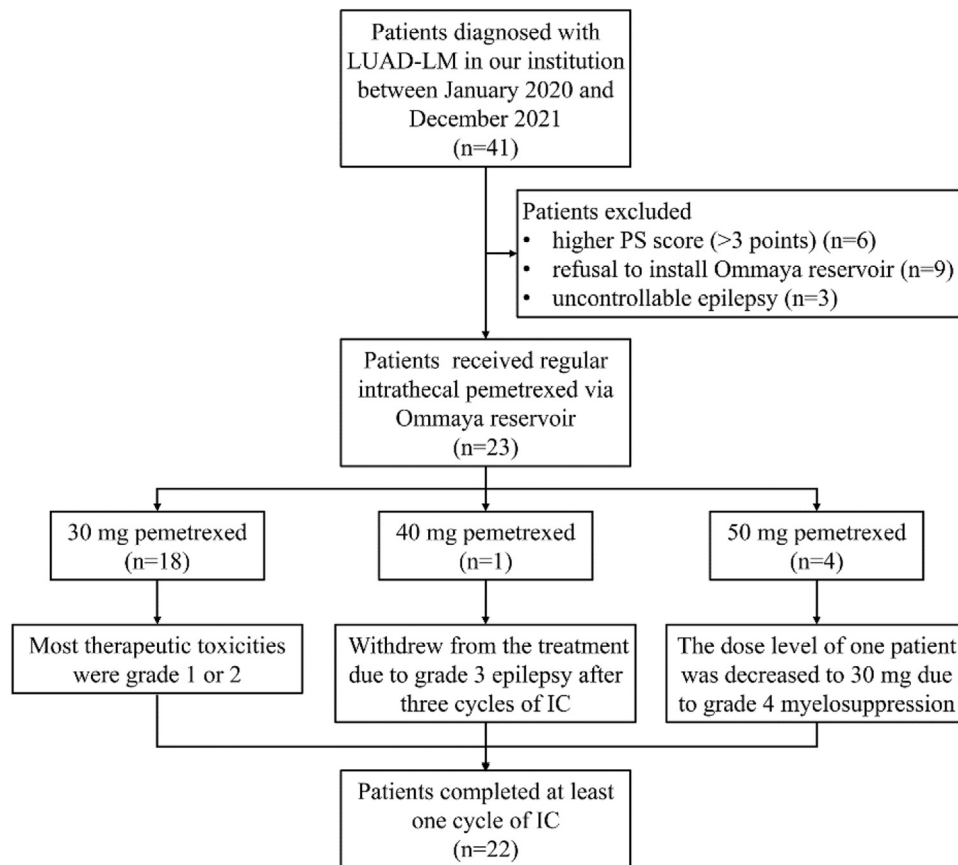 Patients diagnosed with
LUAD-LM in our institution
between January 2020 and
December 2021
(n=41)
Patients excluded
• higher PS score (>3 points) (n=6)
• refusal to install Ommaya reservoir (n=9)
• uncontrollable epilepsy (n=3)
Patients received regular
intrathecal pemetrexed via
Ommaya reservoir
(n=23)
30 mg pemetrexed
(n=18)
40 mg pemetrexed
(n=1)
50 mg pemetrexed
(n=4)
Most therapeutic toxicities
were grade 1 or 2
Withdrew from the treatment
due to grade 3 epilepsy after
three cycles of IC
The dose level of one patient
was decreased to 30 mg due
to grade 4 myelosuppression
Patients completed at least
one cycle of IC
(n=22)